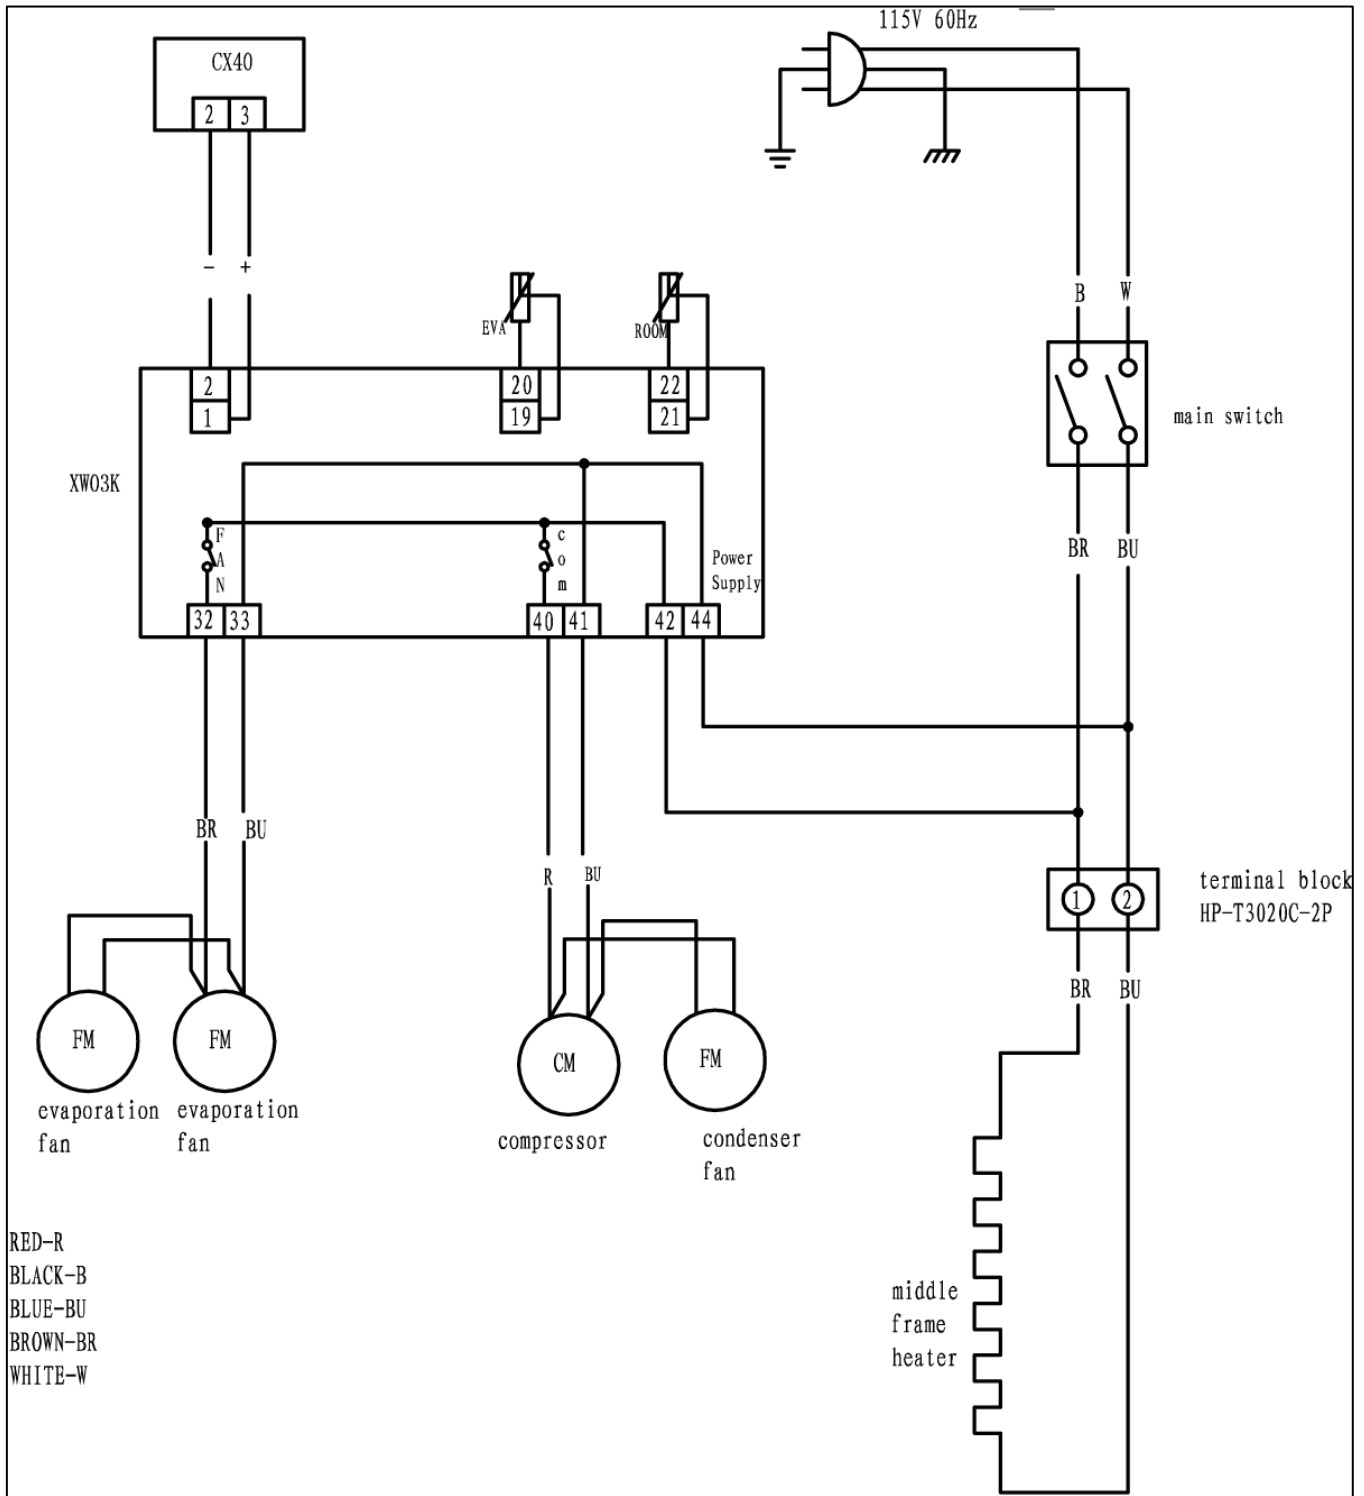 115V 60Hz
CX40
2 3
- +
B W
EVA
ROOM
2
1
20
19
22
21
main switch
XW03K
FAN
com
Power
Supply
BR BU
32 33
40 41
42 44
BR BU
R BU
terminal block
HP-T3020C-2P
1 2
BR BU
FM
FM
CM
FM
evaporation
fan
evaporation
fan
compressor
condenser
fan
RED-R
BLACK-B
BLUE-BU
BROWN-BR
WHITE-W
middle
frame
heater